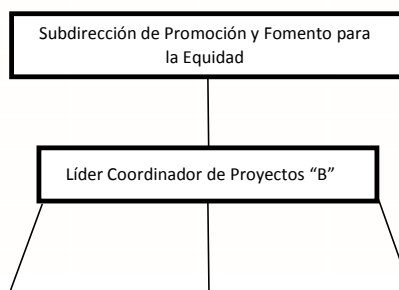 Subdirección de Promoción y Fomento para
la Equidad
Líder Coordinador de Proyectos “B”